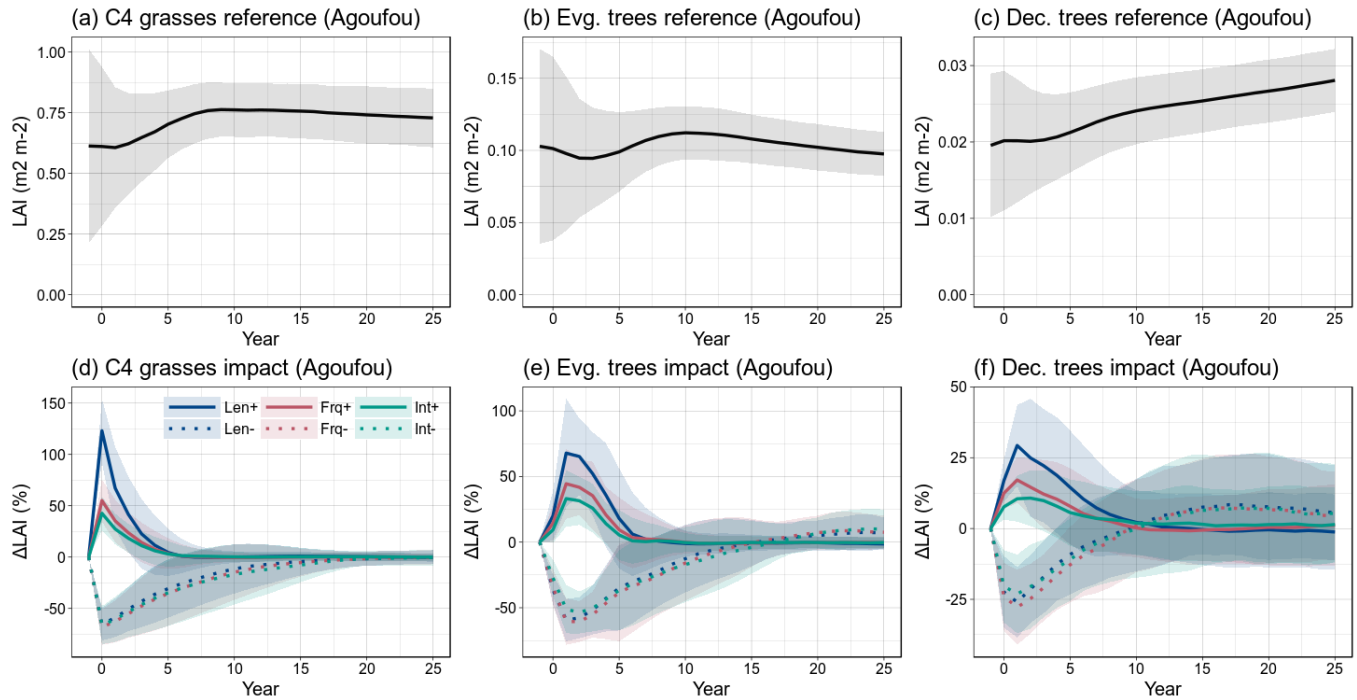 (a) C4 grasses reference (Agoufou)
LAI (m2 m-2)
1.00
0.75
0.50
0.25
0.00
0 5 10 15 20 25
Year
(b) Evg. trees reference (Agoufou)
LAI (m2 m-2)
0.15
0.10
0.05
0.00
0 5 10 15 20 25
Year
(c) Dec. trees reference (Agoufou)
LAI (m2 m-2)
0.03
0.02
0.01
0.00
0 5 10 15 20 25
Year
(d) C4 grasses impact (Agoufou)
ΔLAI (%)
150
100
50
0
-50
Len+ Frq+ Int+
Len- Frq- Int-
0 5 10 15 20 25
Year
(e) Evg. trees impact (Agoufou)
ΔLAI (%)
100
50
0
-50
0 5 10 15 20 25
Year
(f) Dec. trees impact (Agoufou)
ΔLAI (%)
50
25
0
-25
0 5 10 15 20 25
Year